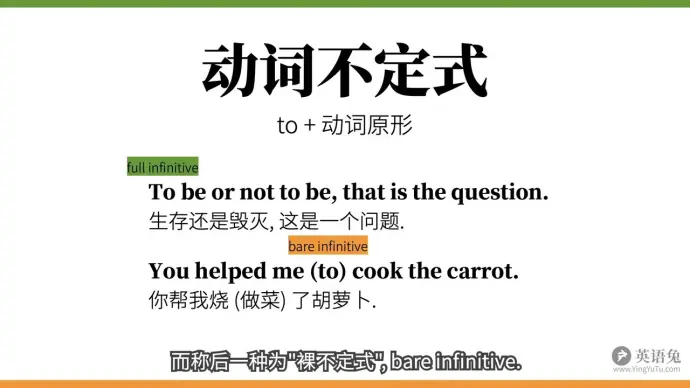 动词不定式
to + 动词原形
full infinitive
To be or not to be, that is the question.
生存还是毁灭, 这是一个问题.
bare infinitive
You helped me (to) cook the carrot.
你帮我烧 (做菜) 了胡萝卜.
而称后一种为"裸不定式", bare infinitive.
英语兔
www.YingYuTu.com